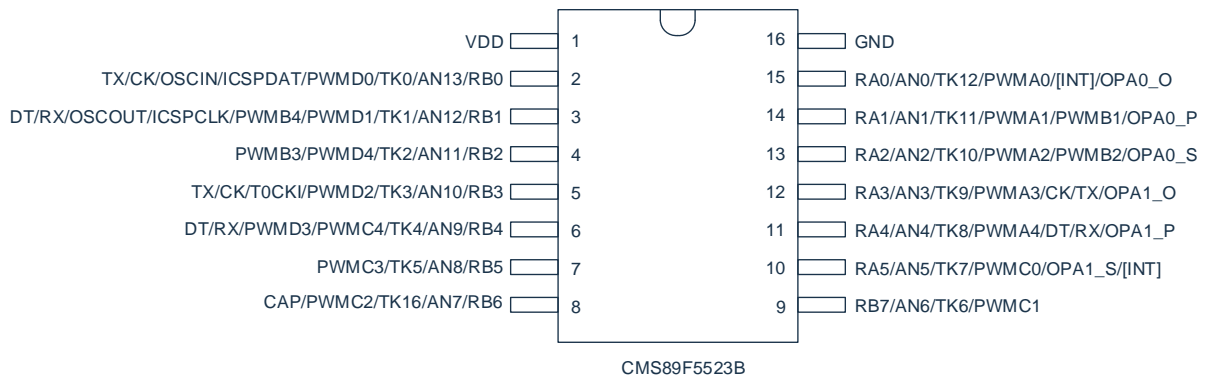 VDD 1 16 GND
TX/CK/OSCIN/ICSPDAT/PWMD0/TK0/AN13/RB0 2 15 RA0/AN0/TK12/PWMA0/[INT]/OPA0_O
DT/RX/OSCOUT/ICSPCLK/PWMB4/PWMD1/TK1/AN12/RB1 3 14 RA1/AN1/TK11/PWMA1/PWMB1/OPA0_P
PWMB3/PWMD4/TK2/AN11/RB2 4 13 RA2/AN2/TK10/PWMA2/PWMB2/OPA0_S
TX/CK/T0CKI/PWMD2/TK3/AN10/RB3 5 12 RA3/AN3/TK9/PWMA3/CK/TX/OPA1_O
DT/RX/PWMD3/PWMC4/TK4/AN9/RB4 6 11 RA4/AN4/TK8/PWMA4/DT/RX/OPA1_P
PWMC3/TK5/AN8/RB5 7 10 RA5/AN5/TK7/PWMC0/OPA1_S/[INT]
CAP/PWMC2/TK16/AN7/RB6 8 9 RB7/AN6/TK6/PWMC1
CMS89F5523B